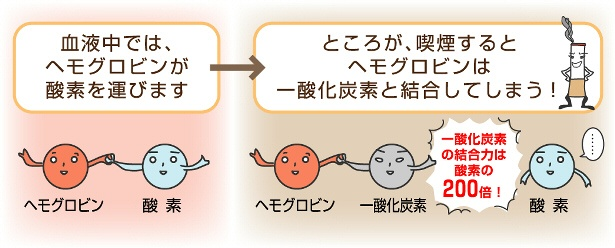 血液中では、
ヘモグロビンが
酸素を運びます
ところが、喫煙すると
ヘモグロビンは
一酸化炭素と結合してしまう！
ヘモグロビン
酸素
一酸化炭素
の結合力は
酸素の
200倍！
……
ヘモグロビン
一酸化炭素
酸素